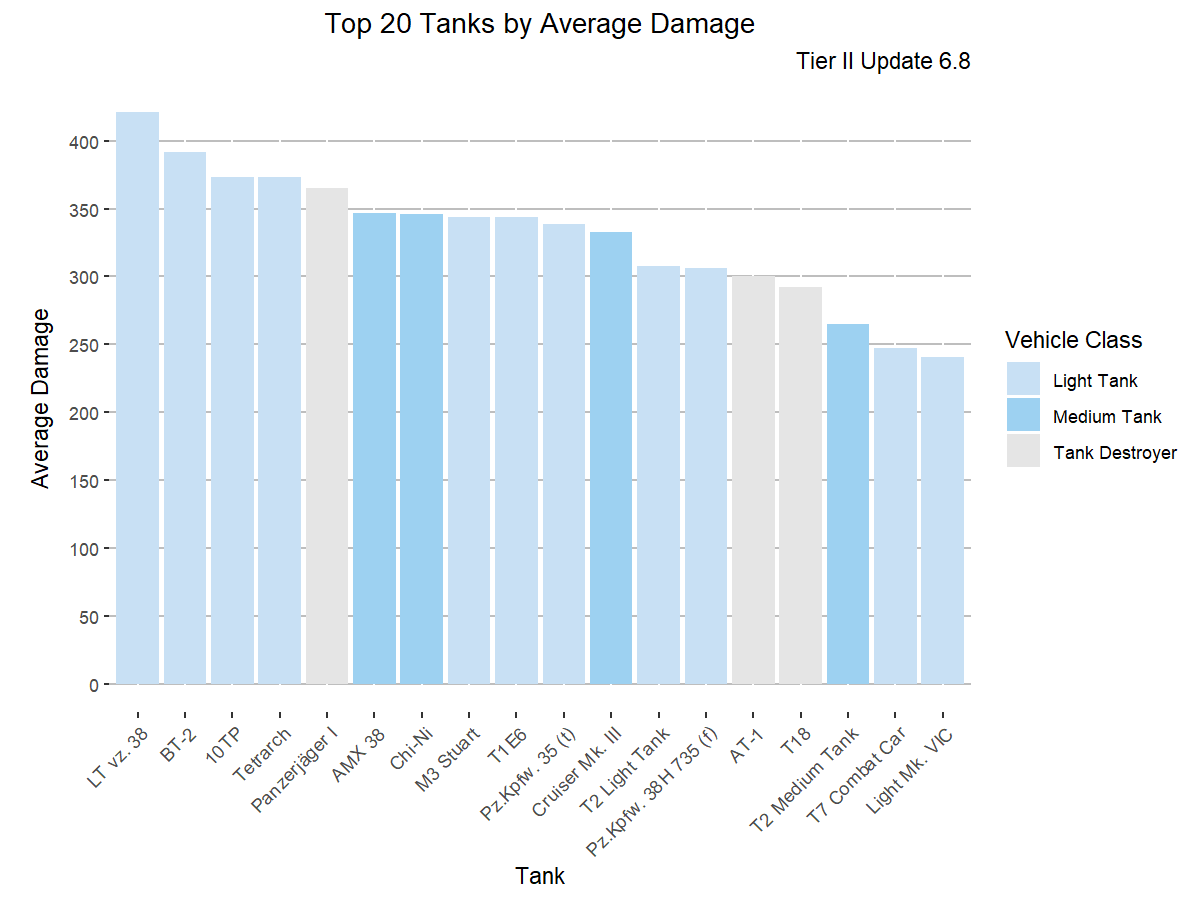 Top 20 Tanks by Average Damage
Tier II Update 6.8
Average Damage
400
350
300
250
200
150
100
50
0
LT vz. 38
BT-2
10TP
Tetrarch
Panzerjäger I
AMX 38
Chi-Ni
M3 Stuart
T1E6
Pz.Kpfw. 35 (t)
Cruiser Mk. III
T2 Light Tank
Pz.Kpfw. 38H 735 (f)
AT-1
T18
T2 Medium Tank
T7 Combat Car
Light Mk. VIC
Tank
Vehicle Class
Light Tank
Medium Tank
Tank Destroyer